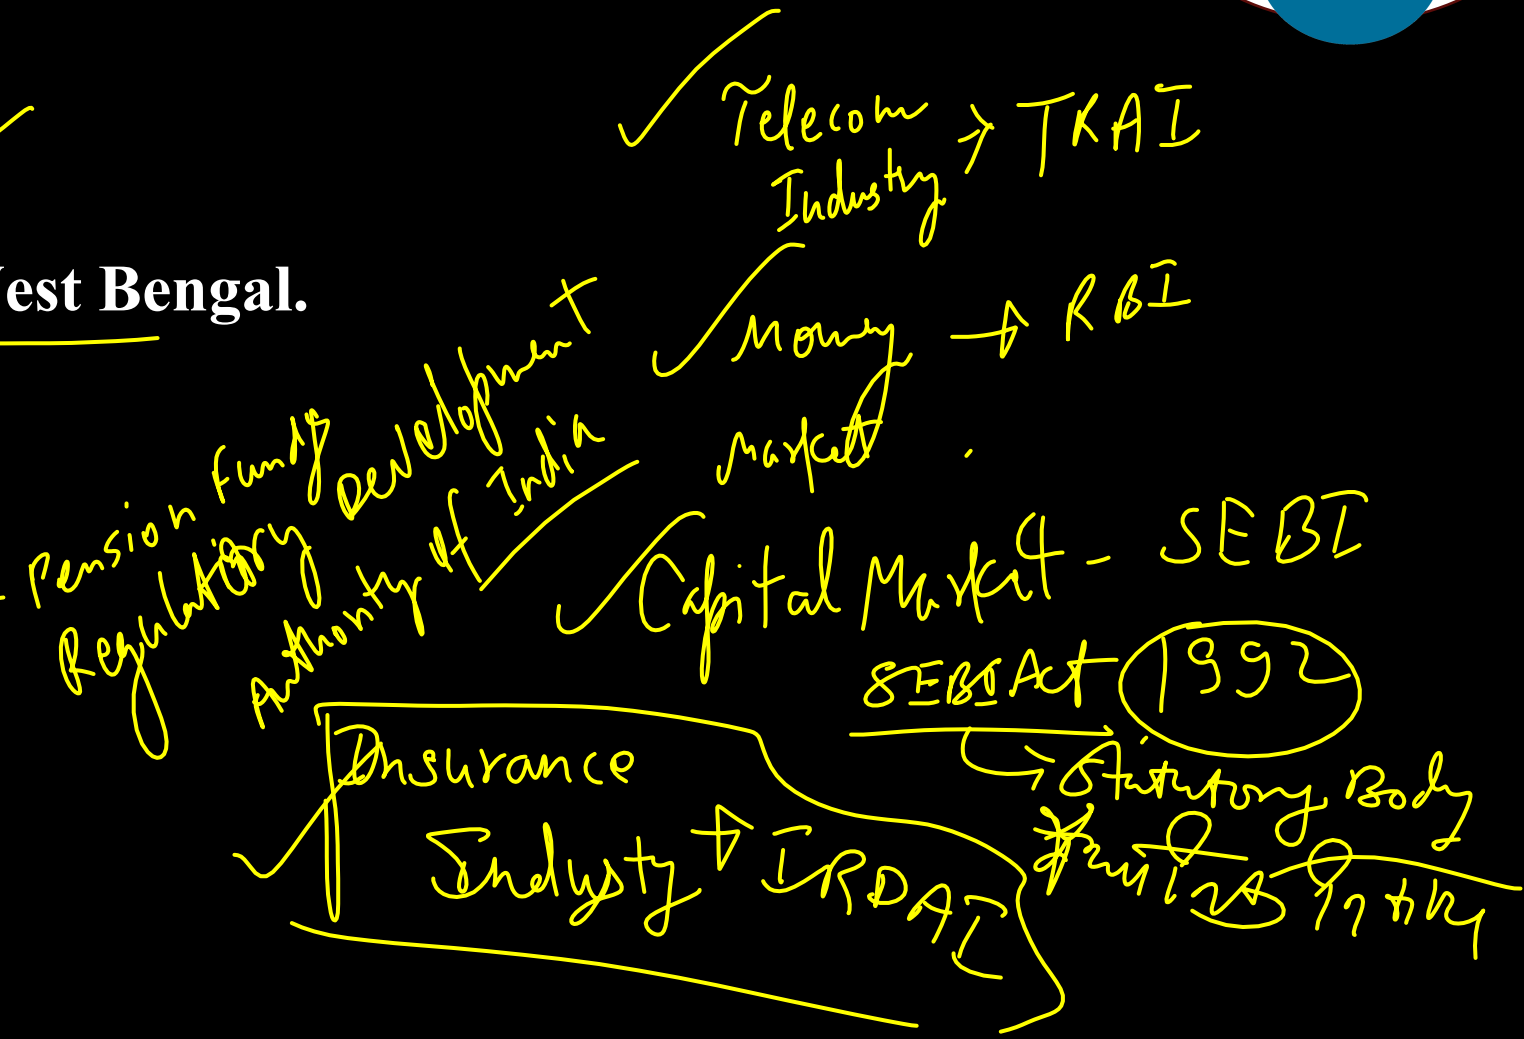 Telecom → TRAI
Industry
est Bengal.
Money → RBI
Market
Pension Fund
Regulatory Development
Authority of India
Capital Market - SEBI
SEBI Act 1992
→ Statutory Body
Insurance
Industry → IRDAI